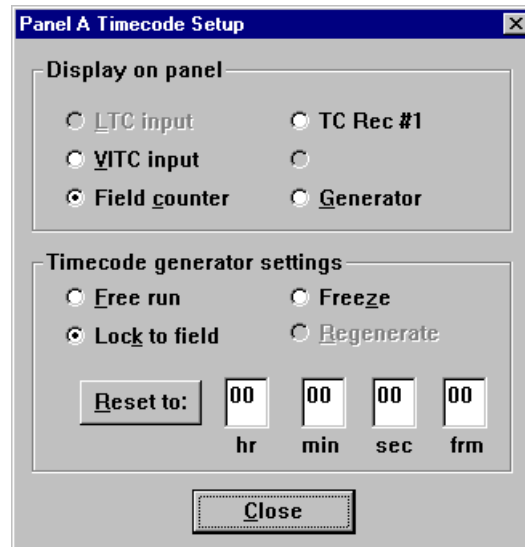 Panel A Timecode Setup
Display on panel
LTC input
TC Rec #1
VITC input
Field counter
Generator
Timecode generator settings
Free run
Freeze
Lock to field
Regenerate
Reset to:
00 00 00 00
hr min sec frm
Close